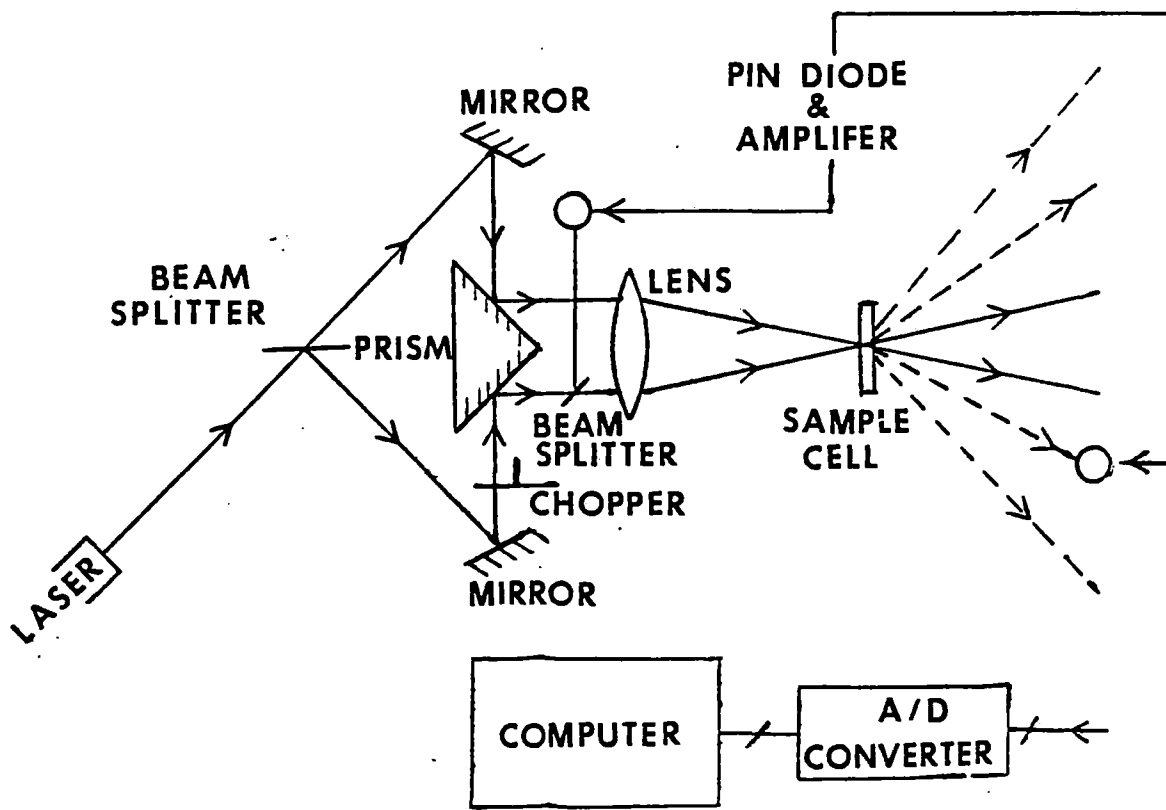 PIN DIODE
&
AMPLIFER
MIRROR
BEAM
SPLITTER
LENS
PRISM
BEAM
SPLITTER
SAMPLE
CELL
CHOPPER
LASER
MIRROR
COMPUTER
A/D
CONVERTER